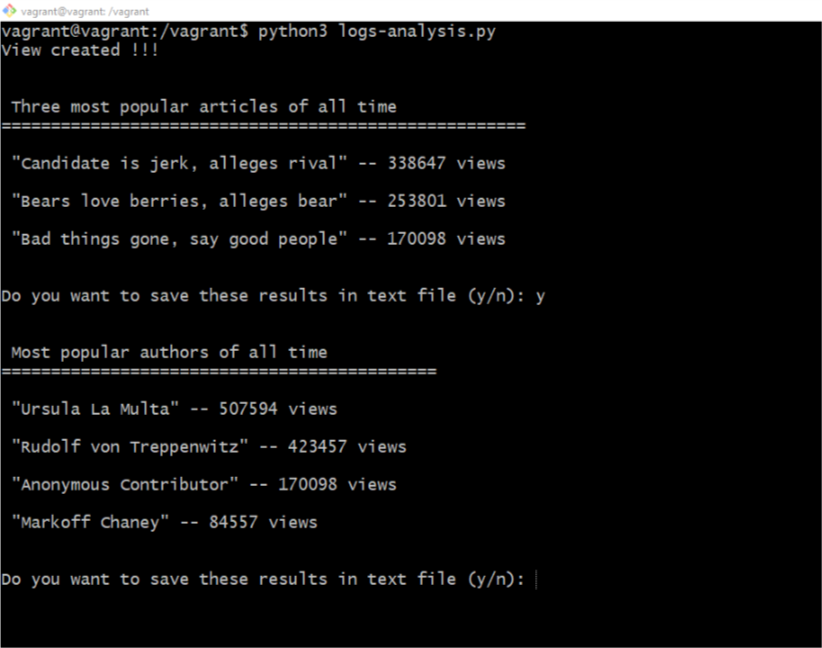 vagrant@vagrant: /vagrant
vagrant@vagrant:/vagrant$ python3 logs-analysis.py
View created !!!
Three most popular articles of all time
=====================================================
"Candidate is jerk, alleges rival" -- 338647 views
"Bears love berries, alleges bear" -- 253801 views
"Bad things gone, say good people" -- 170098 views
Do you want to save these results in text file (y/n): y
Most popular authors of all time
============================================
"Ursula La Multa" -- 507594 views
"Rudolf von Treppenwitz" -- 423457 views
"Anonymous Contributor" -- 170098 views
"Markoff Chaney" -- 84557 views
Do you want to save these results in text file (y/n):